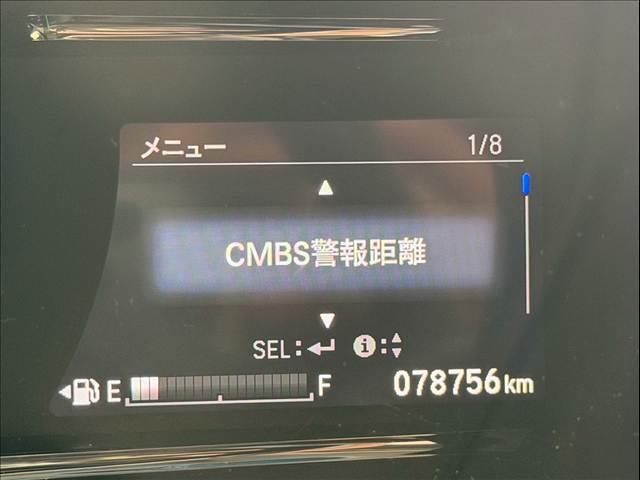 メニュー 1/8
▲
CMBS警報距離
▼
SEL:↵ i:▲▼
E F 078756km